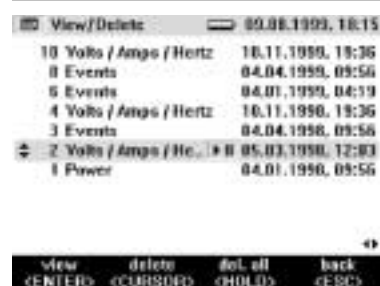 View/Delete 09.08.1999, 18:15
10 Volts / Amps / Hertz 10.11.1999, 19:36
8 Events 04.04.1999, 09:56
6 Events 04.01.1999, 04:19
4 Volts / Amps / Hertz 10.11.1998, 19:36
3 Events 04.04.1998, 09:56
2 Volts / Amps / He.. 05.03.1998, 12:03
1 Power 04.01.1998, 09:56
view delete del. all back
<ENTER> <CURSOR> <HOLD> <ESC>